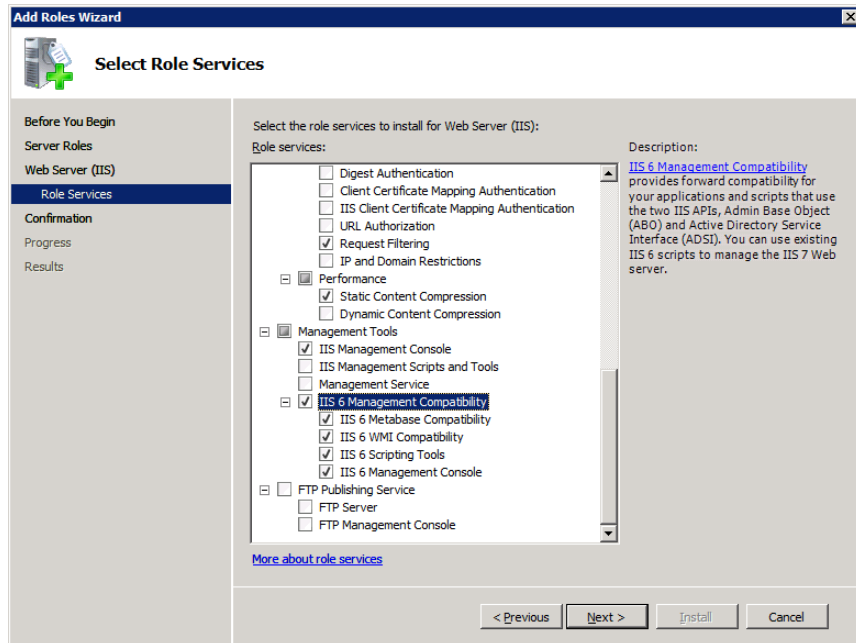 Add Roles Wizard
Select Role Services
Before You Begin
Server Roles
Web Server (IIS)
Role Services
Confirmation
Progress
Results
Select the role services to install for Web Server (IIS):
Role services:
Digest Authentication
Client Certificate Mapping Authentication
IIS Client Certificate Mapping Authentication
URL Authorization
Request Filtering
IP and Domain Restrictions
Performance
Static Content Compression
Dynamic Content Compression
Management Tools
IIS Management Console
IIS Management Scripts and Tools
Management Service
IIS 6 Management Compatibility
IIS 6 Metabase Compatibility
IIS 6 WMI Compatibility
IIS 6 Scripting Tools
IIS 6 Management Console
FTP Publishing Service
FTP Server
FTP Management Console
More about role services
Description:
IIS 6 Management Compatibility
provides forward compatibility for
your applications and scripts that use
the two IIS APIs, Admin Base Object
(ABO) and Active Directory Service
Interface (ADSI). You can use existing
IIS 6 scripts to manage the IIS 7 Web
server.
< Previous
Next >
Install
Cancel